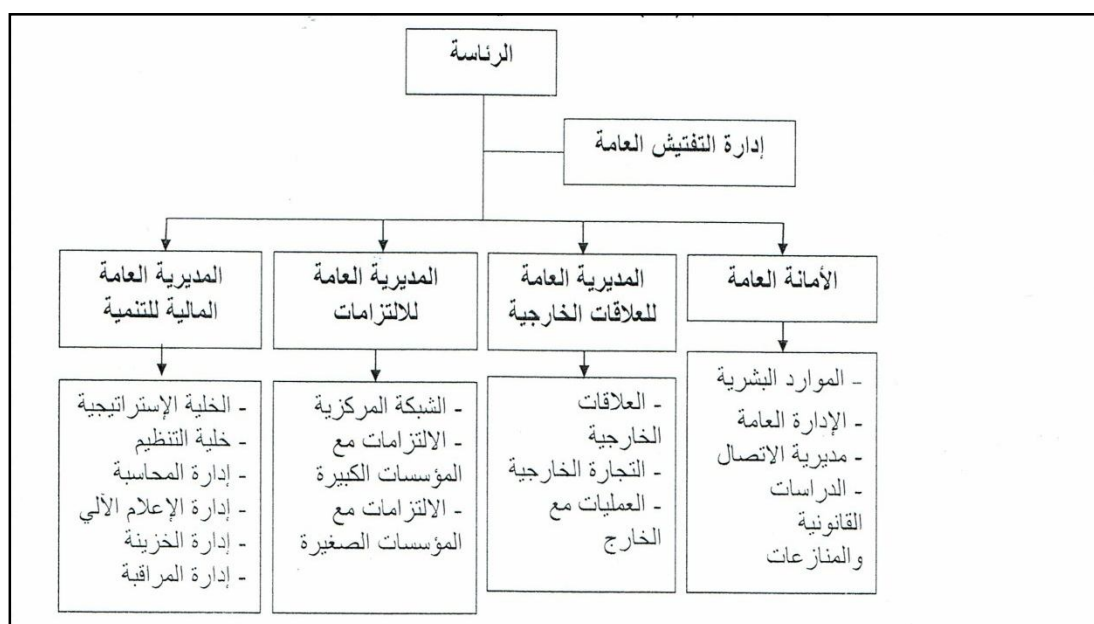 الرئاسة
إدارة التفتيش العامة
الأمانة العامة
المديرية العامة
للعلاقات الخارجية
المديرية العامة
للالتزامات
المديرية العامة
المالية للتنمية
- الموارد البشرية
- الإدارة العامة
- مديرية الاتصال
- الدراسات
القانونية
والمنازعات
- العلاقات
الخارجية
- التجارة الخارجية
- العمليات مع
الخارج
- الشبكة المركزية
- الالتزامات مع
المؤسسات الكبيرة
- الالتزامات مع
المؤسسات الصغيرة
- الخلية الإستراتيجية
- خلية التنظيم
- إدارة المحاسبة
- إدارة الإعلام الآلي
- إدارة الخزينة
- إدارة المراقبة